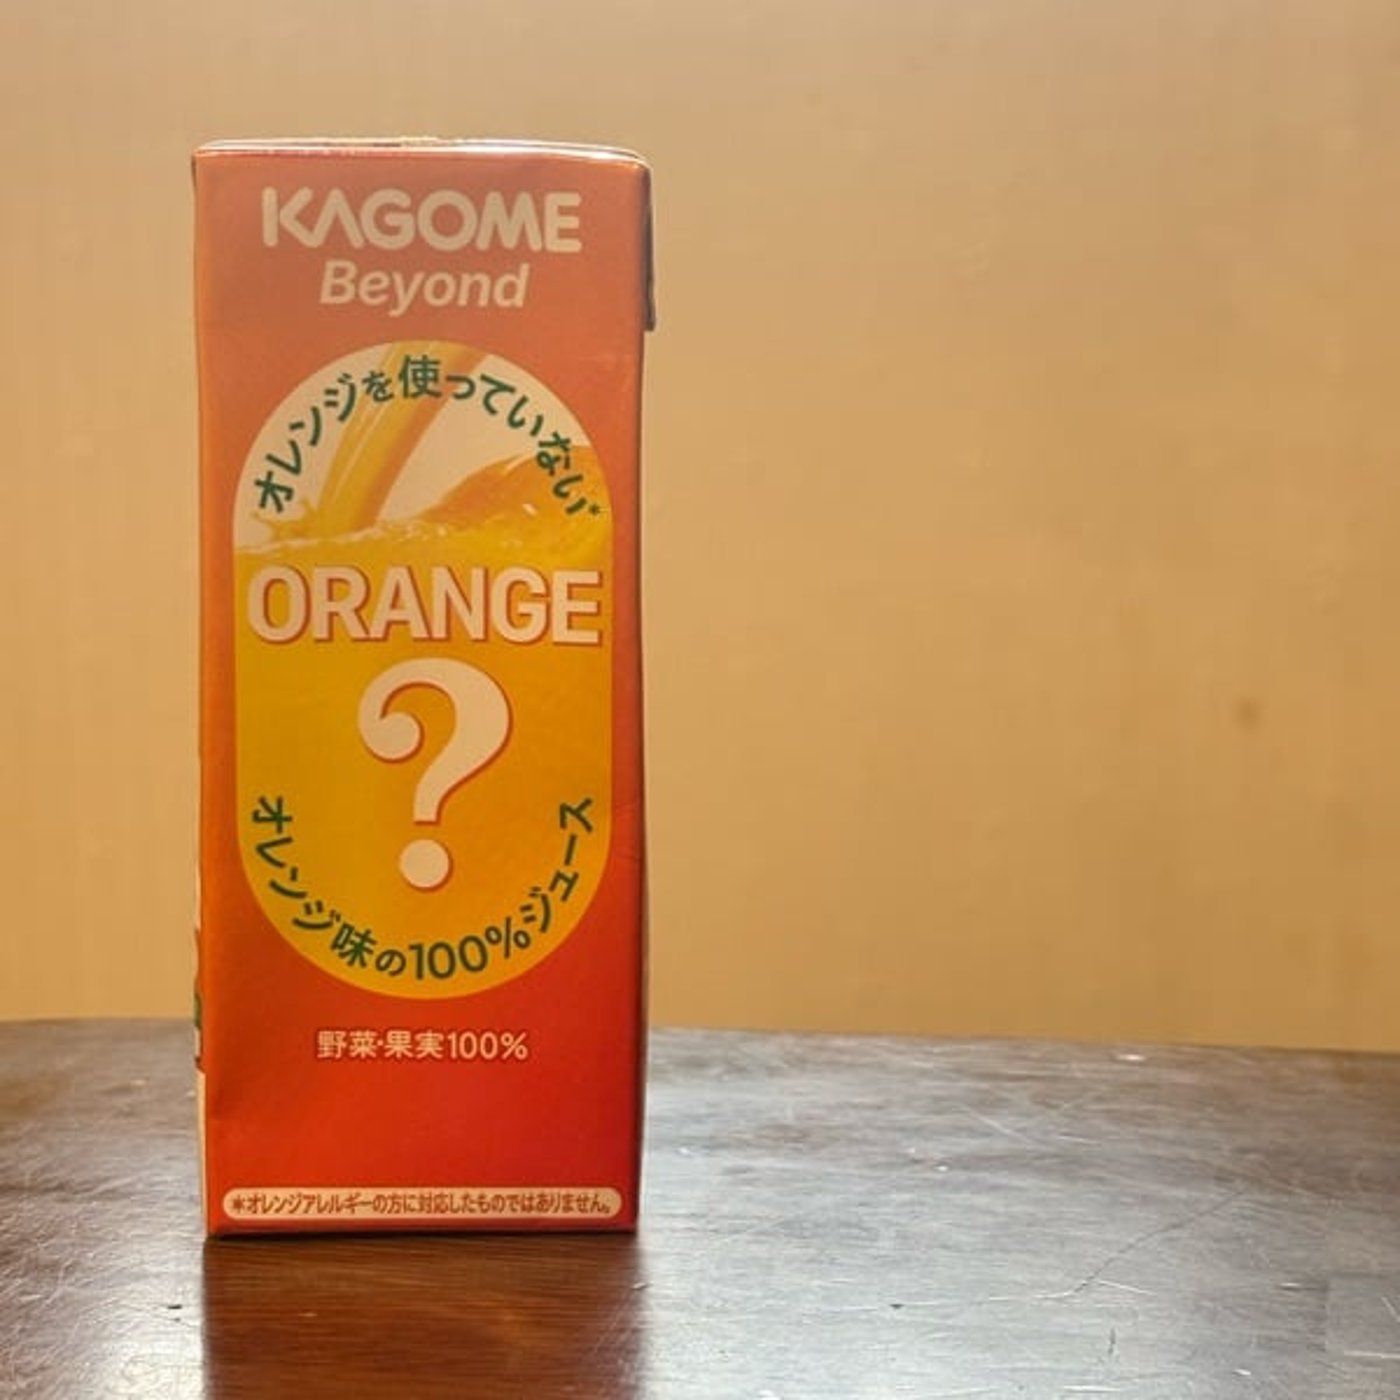 KAGOME
Beyond
オレンジを使っていない*
ORANGE
?
オレンジ味の100%ジュース
野菜・果実100%
*オレンジアレルギーの方に対応したものではありません。